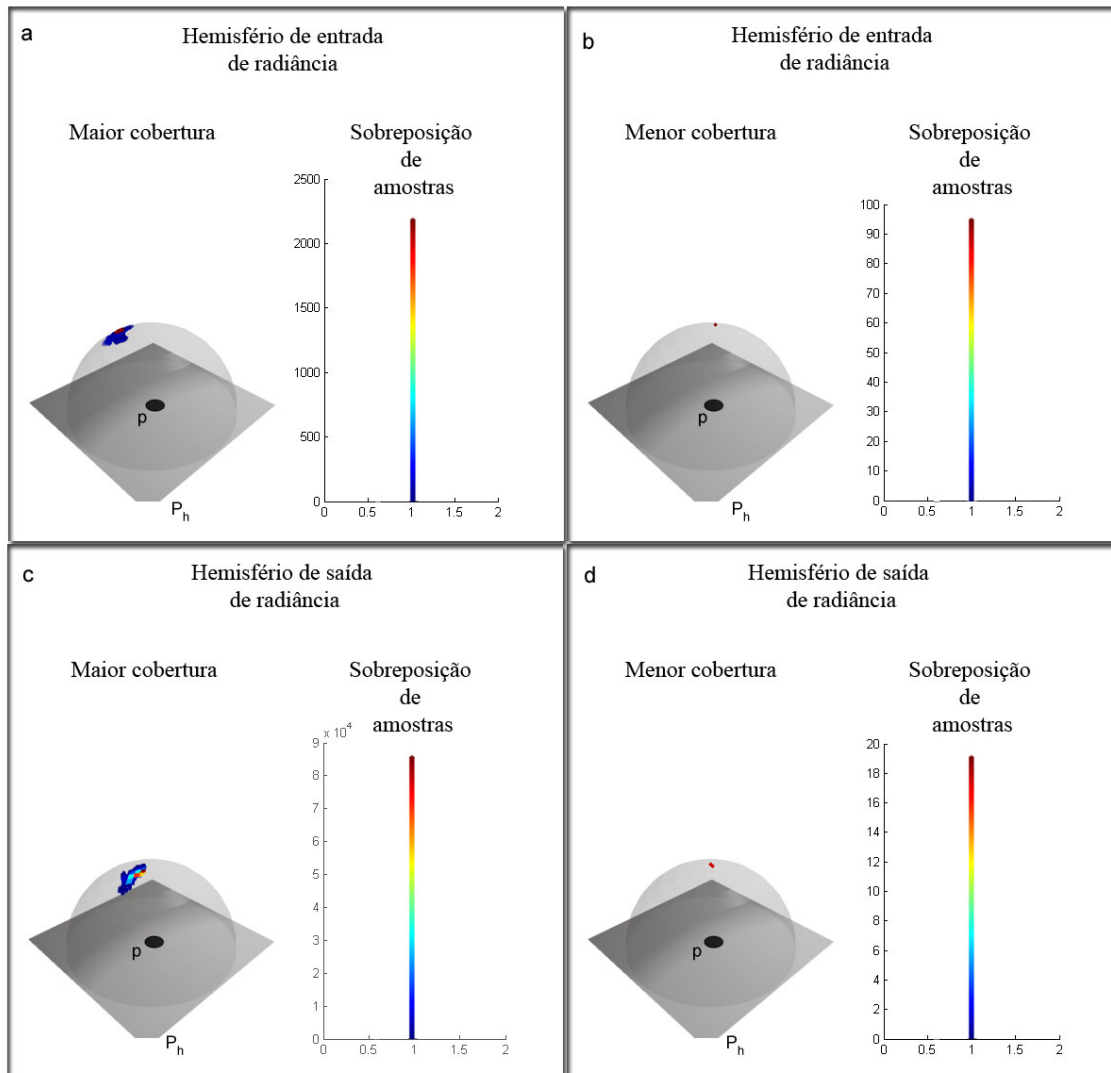 a
Hemisfério de entrada
de radiância
Maior cobertura
Sobreposição
de
amostras
2500
2000
1500
1000
500
0
0
0.5
1
1.5
2
p
P_h
b
Hemisfério de entrada
de radiância
Menor cobertura
Sobreposição
de
amostras
100
90
80
70
60
50
40
30
20
10
0
0
0.5
1
1.5
2
p
P_h
c
Hemisfério de saída
de radiância
Maior cobertura
Sobreposição
de
amostras
x 10^4
9
8
7
6
5
4
3
2
1
0
0
0.5
1
1.5
2
p
P_h
d
Hemisfério de saída
de radiância
Menor cobertura
Sobreposição
de
amostras
20
18
16
14
12
10
8
6
4
2
0
0
0.5
1
1.5
2
p
P_h